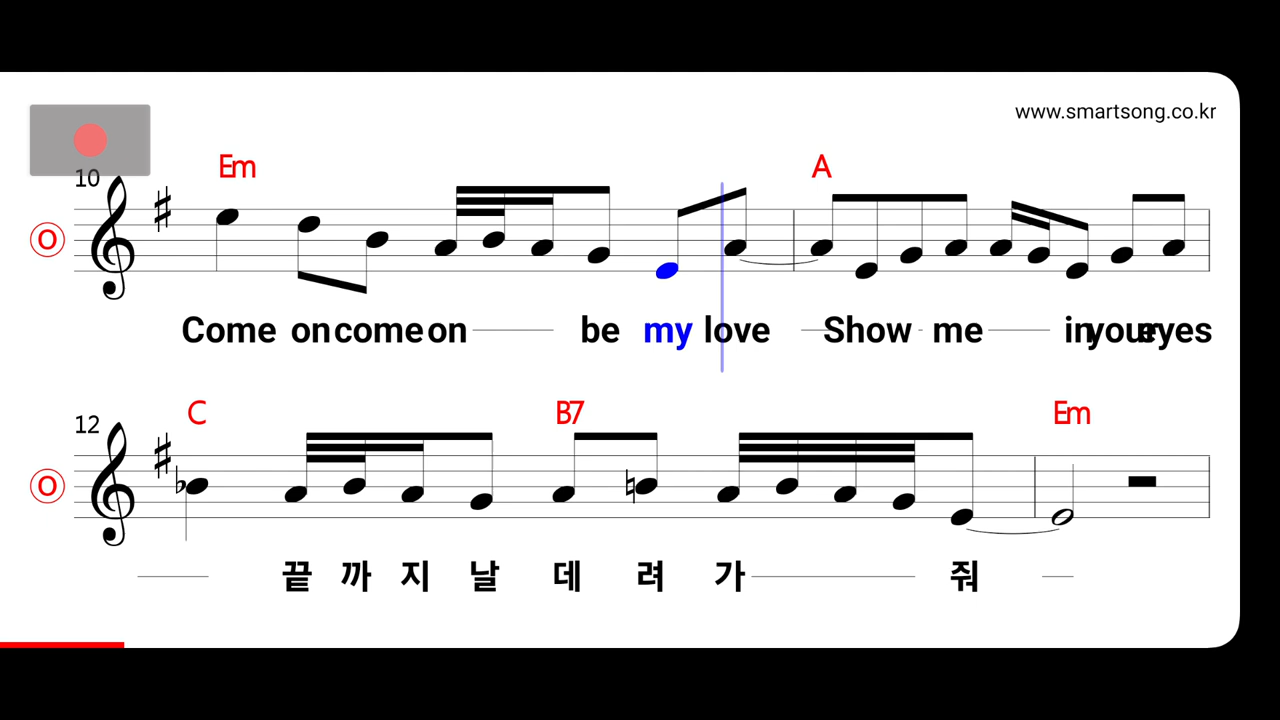 www.smartsong.co.kr
Em A
10
O
Come on come on be my love Show me in your eyes
C B7 Em
12
O
끝 까 지 날 데 려 가 줘